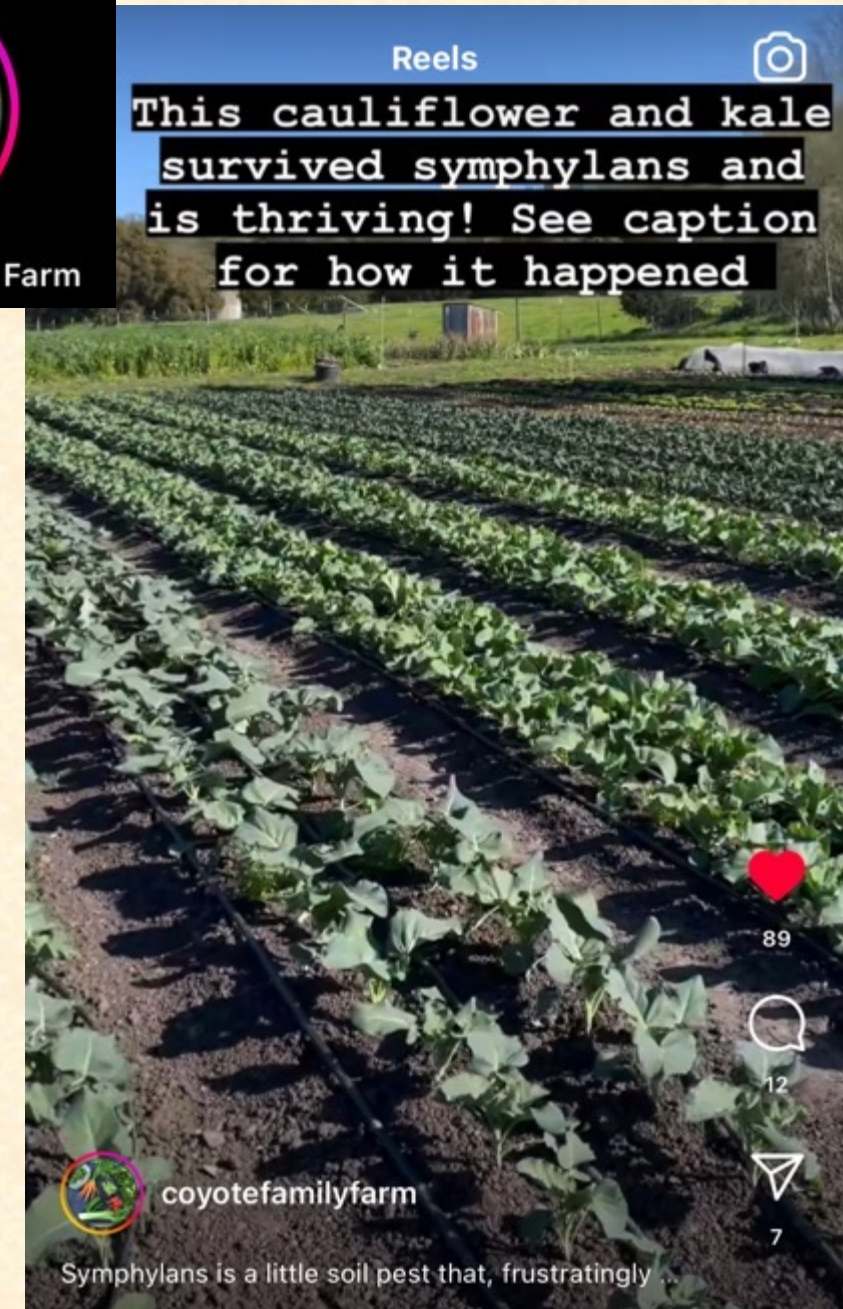 Farm
Reels
This cauliflower and kale
survived symphylans and
is thriving! See caption
for how it happened
89
12
7
coyotefamilyfarm
Symphylans is a little soil pest that, frustratingly ...